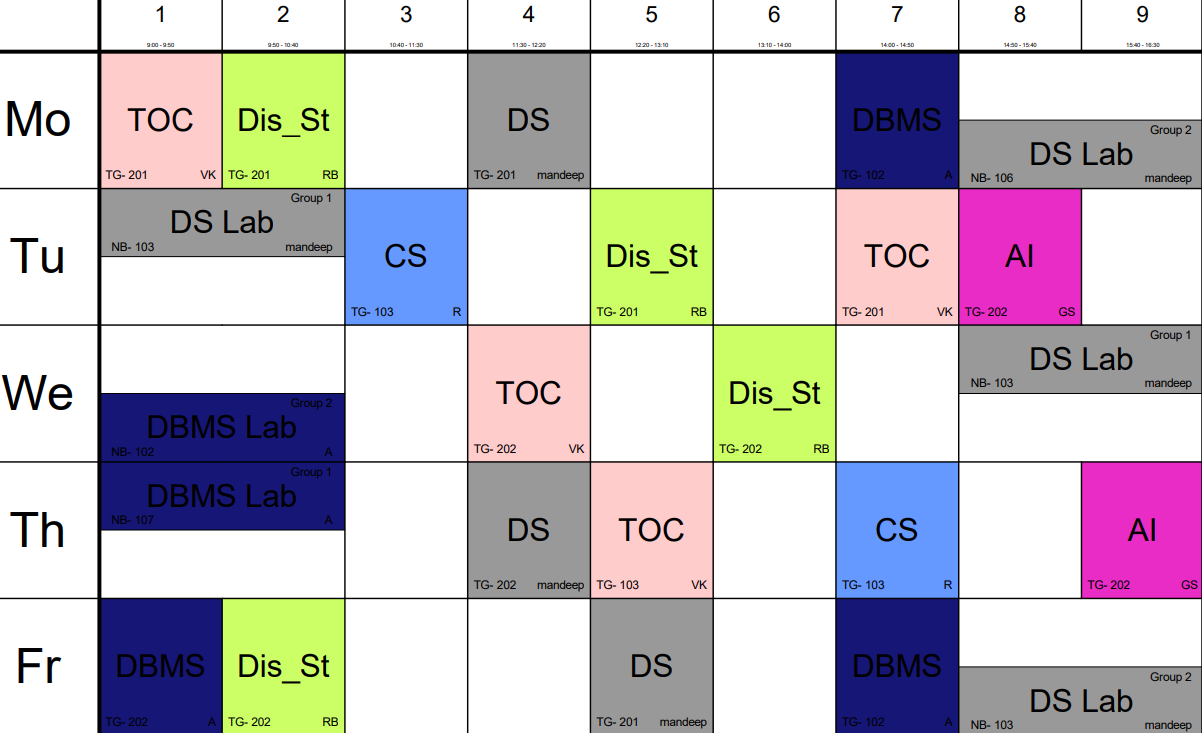 1 2 3 4 5 6 7 8 9
9:00 - 9:50 9:50 - 10:40 10:40 - 11:30 11:30 - 12:20 12:20 - 13:10 13:10 - 14:00 14:00 - 14:50 14:50 - 15:40 15:40 - 16:30
Mo
TOC
TG- 201 VK
Dis_St
TG- 201 RB
DS
TG- 201 mandeep
DBMS
TG- 102 A
Group 2
DS Lab
NB- 106 mandeep
Tu
Group 1
DS Lab
NB- 103 mandeep
CS
TG- 103 R
Dis_St
TG- 201 RB
TOC
TG- 201 VK
AI
TG- 202 GS
We
Group 2
DBMS Lab
NB- 102 A
TOC
TG- 202 VK
Dis_St
TG- 202 RB
Group 1
DS Lab
NB- 103 mandeep
Th
Group 1
DBMS Lab
NB- 107 A
DS
TG- 202 mandeep
TOC
TG- 103 VK
CS
TG- 103 R
AI
TG- 202 GS
Fr
DBMS
TG- 202 A
Dis_St
TG- 202 RB
DS
TG- 201 mandeep
DBMS
TG- 102 A
Group 2
DS Lab
NB- 103 mandeep